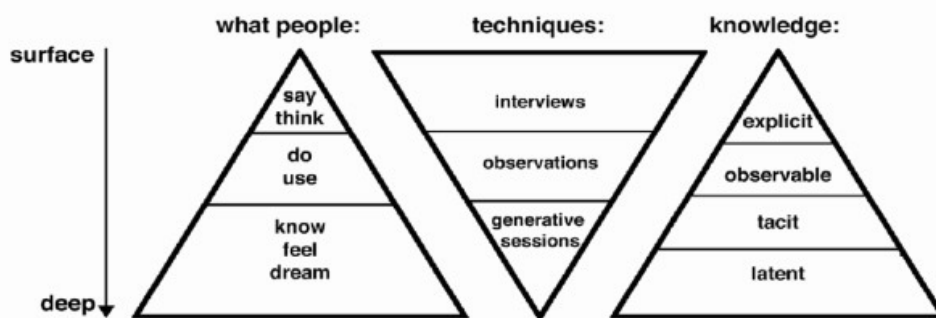 what people:
techniques:
knowledge:
surface
say
think
do
use
know
feel
dream
interviews
observations
generative
sessions
explicit
observable
tacit
latent
deep